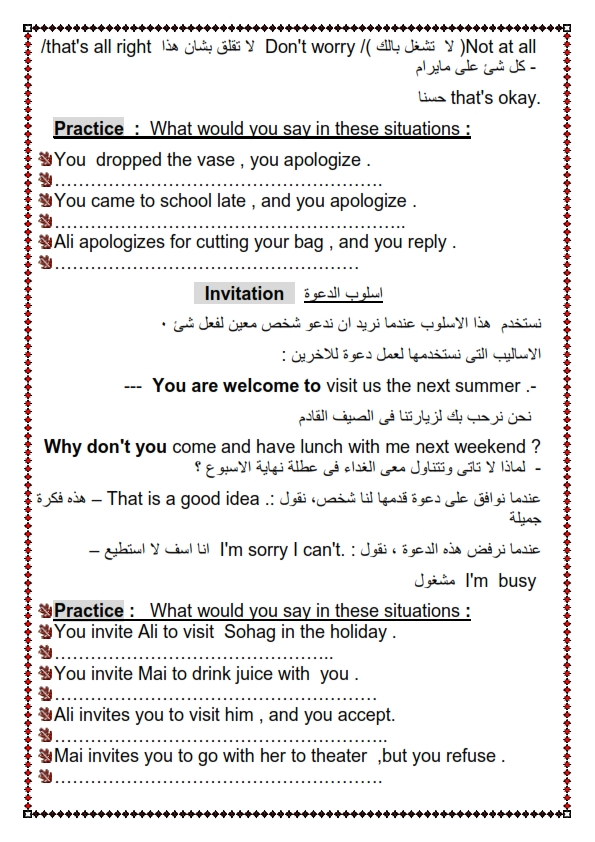 /that's all right لا تقلق بشان هذا Don't worry /( لا تشغل بالك )Not at all
- كل شئ على مايرام
حسنا that's okay.
Practice : What would you say in these situations :
You dropped the vase , you apologize .
……………………………………………….
You came to school late , and you apologize .
…………………………………………………..
Ali apologizes for cutting your bag , and you reply .
……………………………………………
Invitation اسلوب الدعوة
نستخدم هذا الاسلوب عندما نريد ان ندعو شخص معين لفعل شئ ٠
الاساليب التى نستخدمها لعمل دعوة للاخرين :
--- You are welcome to visit us the next summer .-
نحن نرحب بك لزيارتنا فى الصيف القادم
Why don't you come and have lunch with me next weekend ?
- لماذا لا تاتى وتتناول معى الغداء فى عطلة نهاية الاسبوع ؟
عندما نوافق على دعوة قدمها لنا شخص، نقول :. That is a good idea – هذه فكرة
جميلة
عندما نرفض هذه الدعوة ، نقول : .I'm sorry I can't انا اسف لا استطيع –
I'm busy مشغول
Practice : What would you say in these situations :
You invite Ali to visit Sohag in the holiday .
………………………………………..
You invite Mai to drink juice with you .
………………………………………………
Ali invites you to visit him , and you accept.
………………………………………………..
Mai invites you to go with her to theater ,but you refuse .
……………………………………………….